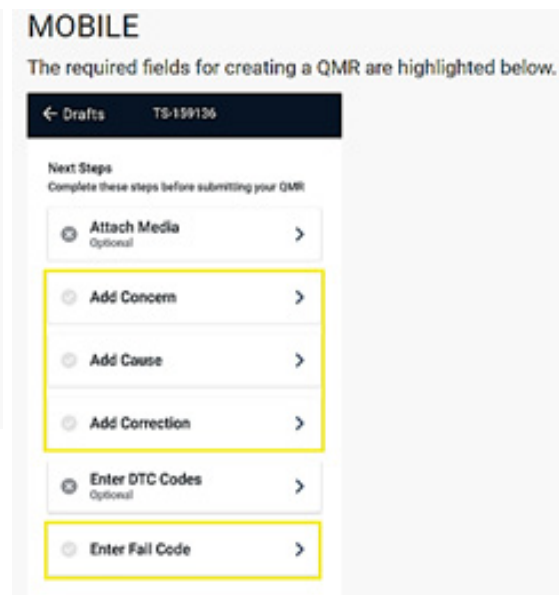 MOBILE
The required fields for creating a QMR are highlighted below.
← Drafts TS-159136
Next Steps
Complete these steps before submitting your QMR
Attach Media
Optional
Add Concern
Add Cause
Add Correction
Enter DTC Codes
Optional
Enter Fail Code